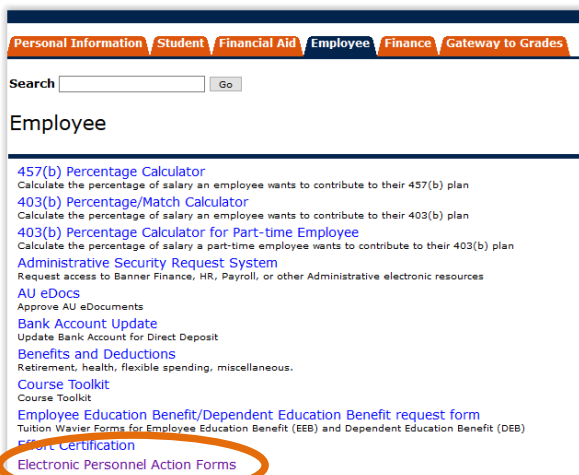 Personal Information Student Financial Aid Employee Finance Gateway to Grades
Search Go
Employee
457(b) Percentage Calculator
Calculate the percentage of salary an employee wants to contribute to their 457(b) plan
403(b) Percentage/Match Calculator
Calculate the percentage of salary an employee wants to contribute to their 403(b) plan
403(b) Percentage Calculator for Part-time Employee
Calculate the percentage of salary a part-time employee wants to contribute to their 403(b) plan
Administrative Security Request System
Request access to Banner Finance, HR, Payroll, or other Administrative electronic resources
AU eDocs
Approve AU eDocuments
Bank Account Update
Update Bank Account for Direct Deposit
Benefits and Deductions
Retirement, health, flexible spending, miscellaneous.
Course Toolkit
Course Toolkit
Employee Education Benefit/Dependent Education Benefit request form
Tuition Wavier Forms for Employee Education Benefit (EEB) and Dependent Education Benefit (DEB)
Effort Certification
Electronic Personnel Action Forms